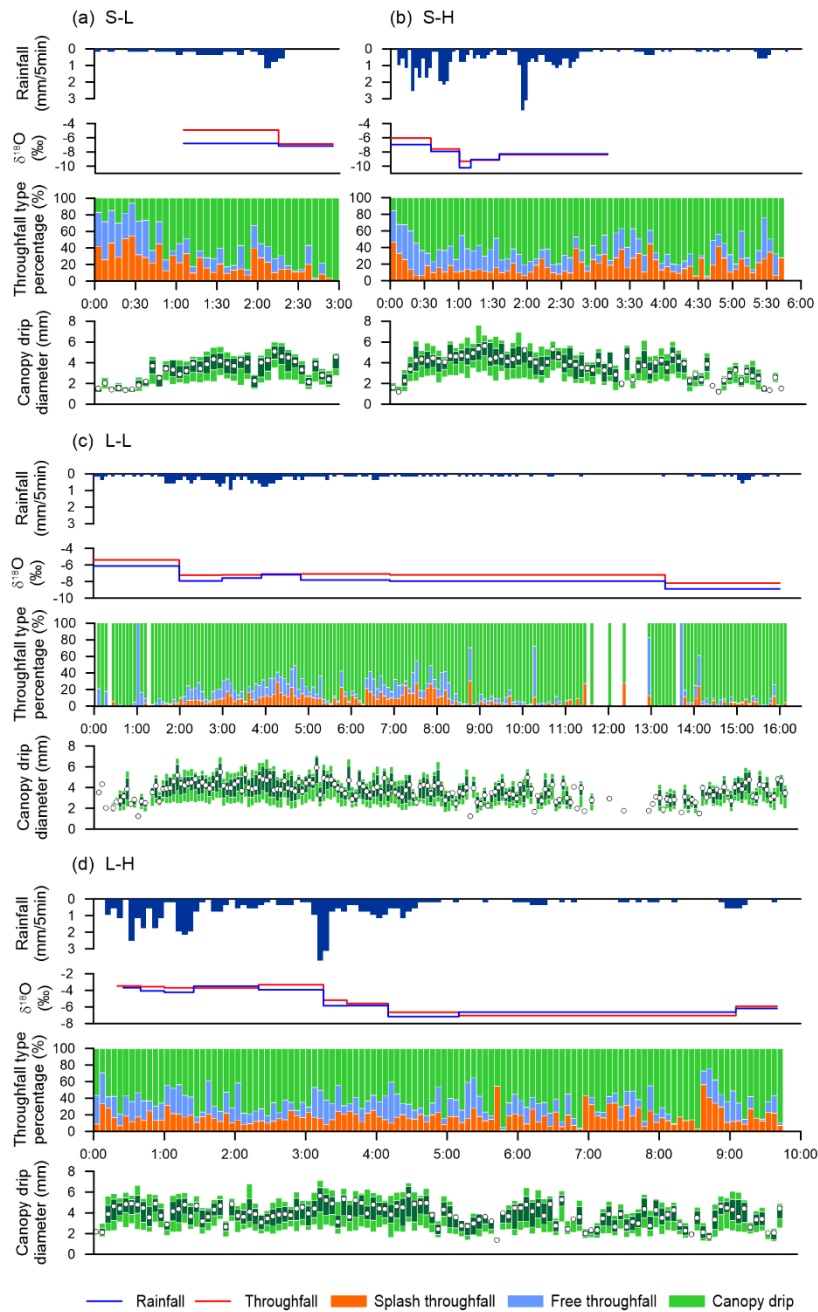 (a) S-L
(b) S-H
Rainfall
(mm/5min)
0
1
2
3
0
1
2
3
δ18O
(‰)
-4
-6
-8
-10
-4
-6
-8
-10
Throughfall type
percentage (%)
100
80
60
40
20
0
100
80
60
40
20
0
0:00 0:30 1:00 1:30 2:00 2:30 3:00
0:00 0:30 1:00 1:30 2:00 2:30 3:00 3:30 4:00 4:30 5:00 5:30 6:00
Canopy drip
diameter (mm)
8
6
4
2
0
8
6
4
2
0
(c) L-L
Rainfall
(mm/5min)
0
1
2
3
δ18O
(‰)
-4
-6
-8
-10
Throughfall type
percentage (%)
100
80
60
40
20
0
0:00 1:00 2:00 3:00 4:00 5:00 6:00 7:00 8:00 9:00 10:00 11:00 12:00 13:00 14:00 15:00 16:00
Canopy drip
diameter (mm)
8
6
4
2
0
(d) L-H
Rainfall
(mm/5min)
0
1
2
3
δ18O
(‰)
-2
-4
-6
-8
Throughfall type
percentage (%)
100
80
60
40
20
0
0:00 1:00 2:00 3:00 4:00 5:00 6:00 7:00 8:00 9:00 10:00
Canopy drip
diameter (mm)
8
6
4
2
0
Rainfall Throughfall Splash throughfall Free throughfall Canopy drip